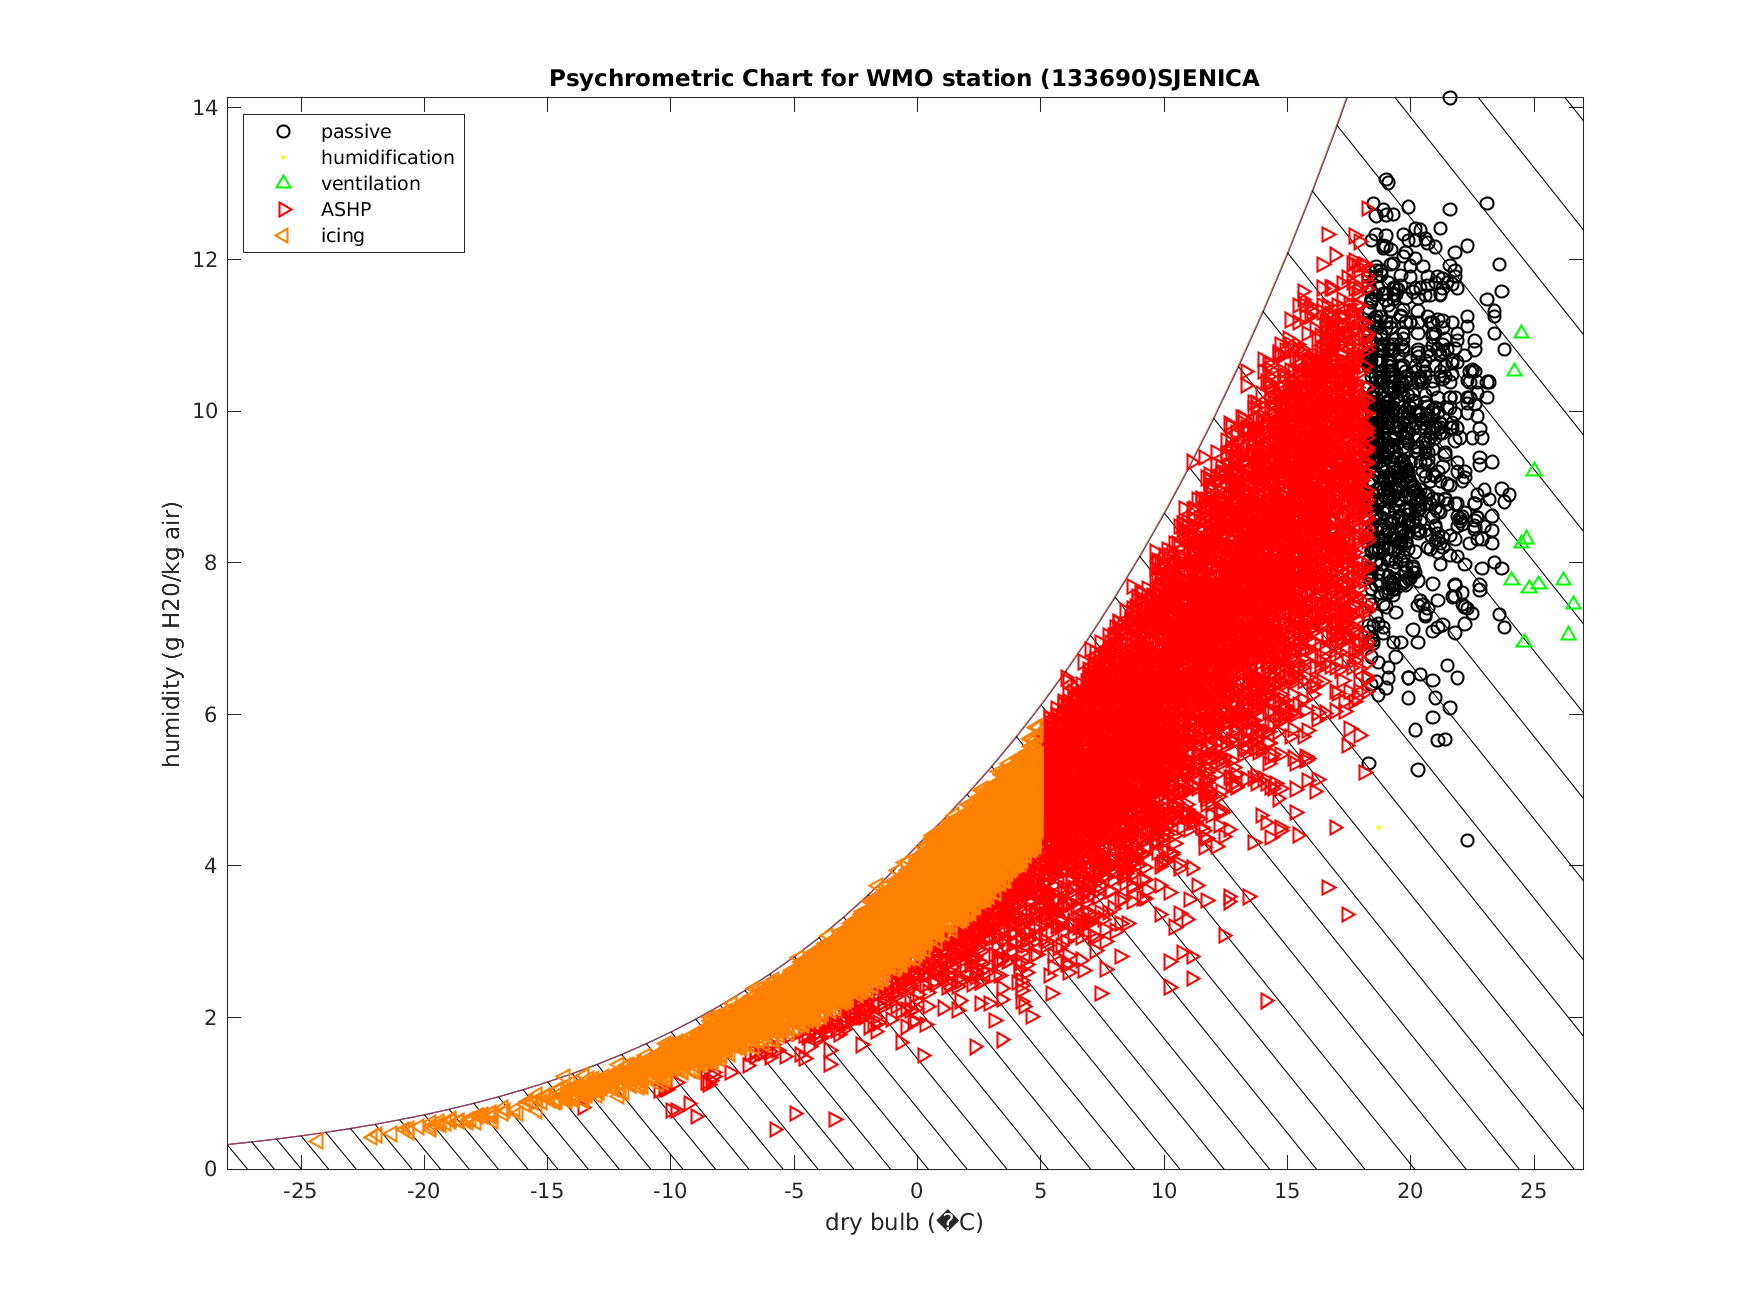 Psychrometric Chart for WMO station (133690)SJENICA
passive
humidification
ventilation
ASHP
icing
humidity (g H20/kg air)
14
12
10
8
6
4
2
0
-25 -20 -15 -10 -5 0 5 10 15 20 25
dry bulb (�C)